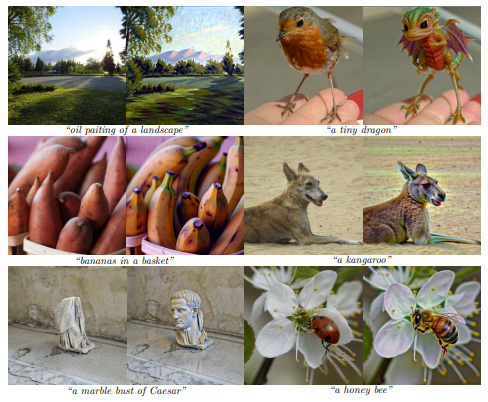 “oil paiting of a landscape”
“a tiny dragon”
“bananas in a basket”
“a kangaroo”
“a marble bust of Caesar”
“a honey bee”